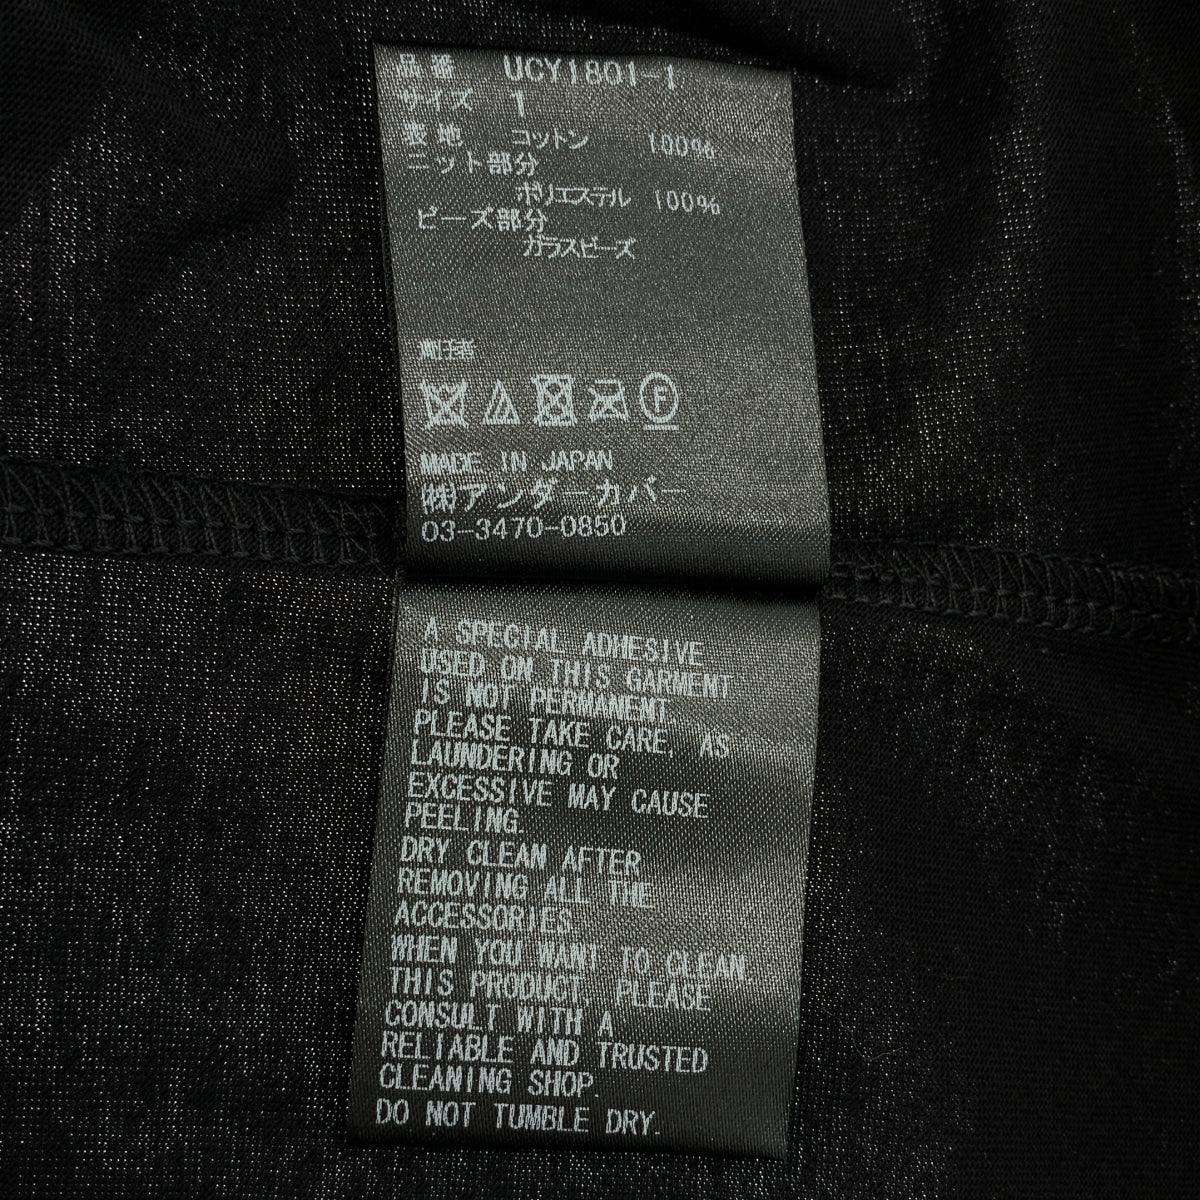 品番 UCY1801-1
サイズ 1
表地 コットン 100%
ニット部分
ポリエステル 100%
ビーズ部分
ガラスビーズ
F
MADE IN JAPAN
㈱アンダーカバー
03-3470-0850
A SPECIAL ADHESIVE
USED ON THIS GARMENT
IS NOT PERMANENT.
PLEASE TAKE CARE, AS
LAUNDERING OR
EXCESSIVE MAY CAUSE
PEELING.
DRY CLEAN AFTER
REMOVING ALL THE
ACCESSORIES.
WHEN YOU WANT TO CLEAN
THIS PRODUCT, PLEASE
CONSULT WITH A
RELIABLE AND TRUSTED
CLEANING SHOP.
DO NOT TUMBLE DRY.